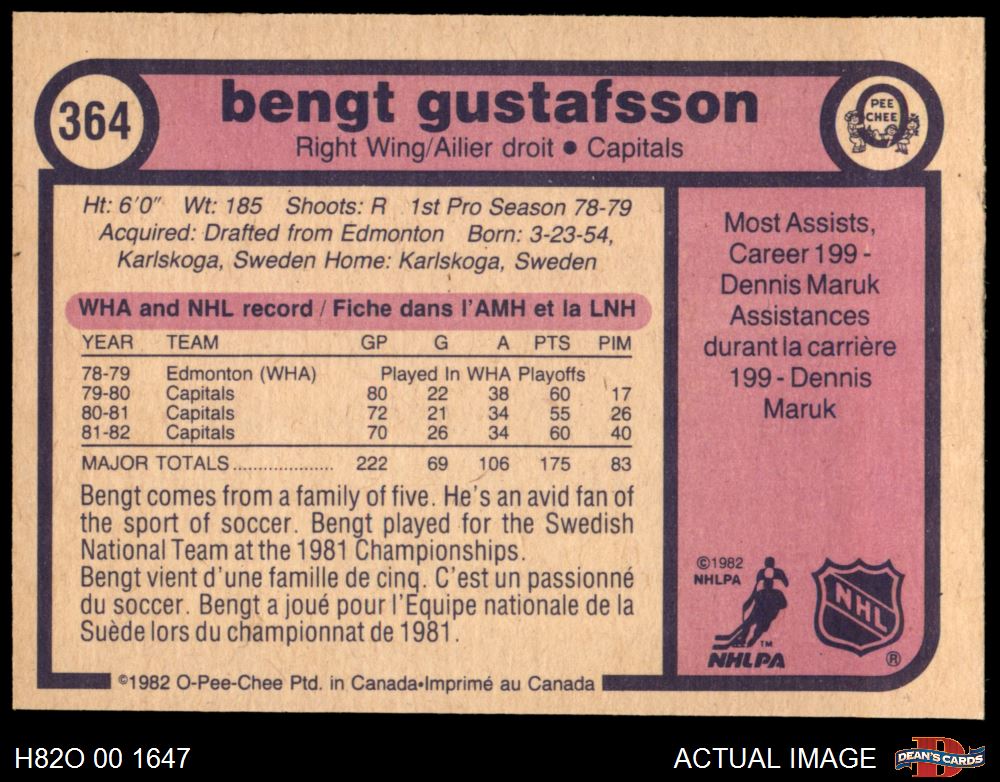 364
bengt gustafsson
Right Wing/Ailier droit ● Capitals
PEE
CHEE
Ht: 6'0" Wt: 185 Shoots: R 1st Pro Season 78-79
Acquired: Drafted from Edmonton Born: 3-23-54,
Karlskoga, Sweden Home: Karlskoga, Sweden
WHA and NHL record / Fiche dans l'AMH et la LNH
YEAR TEAM GP G A PTS PIM
78-79 Edmonton (WHA) Played In WHA Playoffs
79-80 Capitals 80 22 38 60 17
80-81 Capitals 72 21 34 55 26
81-82 Capitals 70 26 34 60 40
MAJOR TOTALS.................... 222 69 106 175 83
Bengt comes from a family of five. He's an avid fan of
the sport of soccer. Bengt played for the Swedish
National Team at the 1981 Championships.
Bengt vient d'une famille de cinq. C'est un passionné
du soccer. Bengt a joué pour l'Equipe nationale de la
Suède lors du championnat de 1981.
©1982 O-Pee-Chee Ptd. in Canada•Imprimé au Canada
Most Assists,
Career 199 -
Dennis Maruk
Assistances
durant la carrière
199 - Dennis
Maruk
©1982
NHLPA
TM
NHLPA
NHL
®
H82O 00 1647
ACTUAL IMAGE
DEAN'S CARDS